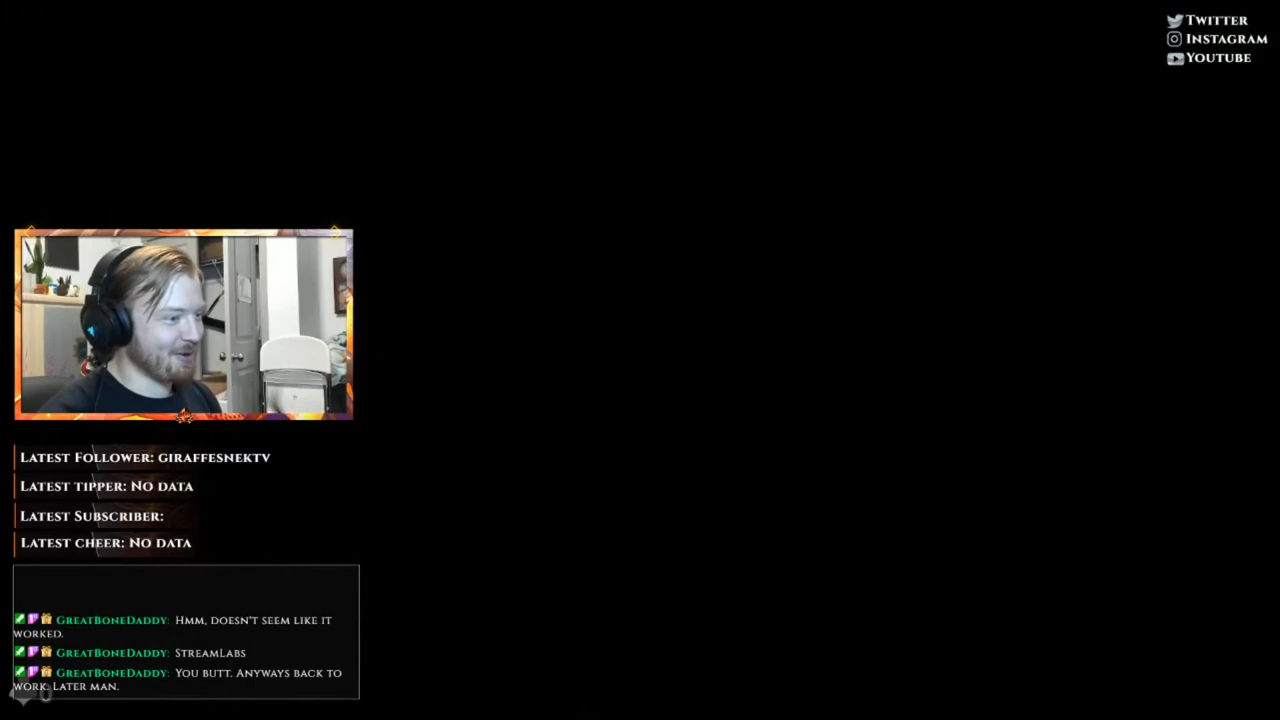 Twitter
Instagram
Youtube
Latest Follower: giraffesnektv
Latest tipper: No data
Latest Subscriber:
Latest cheer: No data
GreatBoneDaddy: Hmm, doesn't seem like it
worked.
GreatBoneDaddy: StreamLabs
GreatBoneDaddy: You butt. Anyways back to
work. Later man.
0